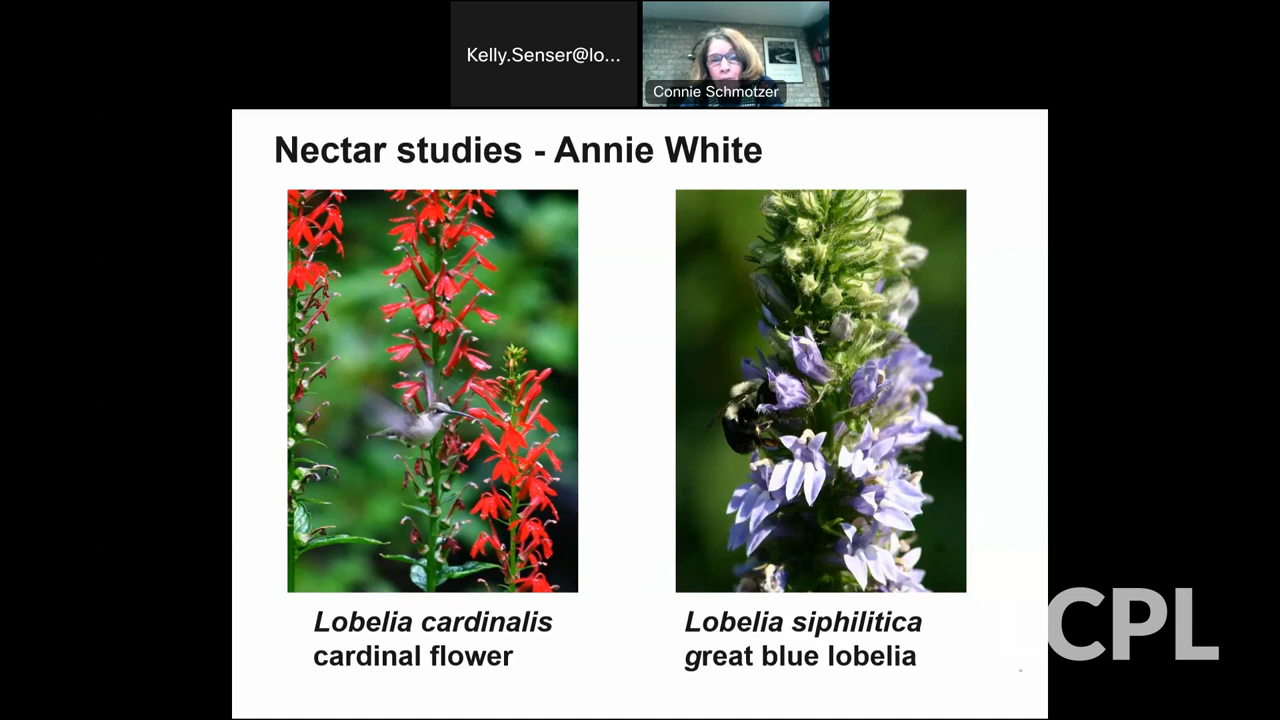 Kelly.Senser@lo...
Connie Schmotzer
Nectar studies - Annie White
Lobelia cardinalis
cardinal flower
Lobelia siphilitica
great blue lobelia
CPL